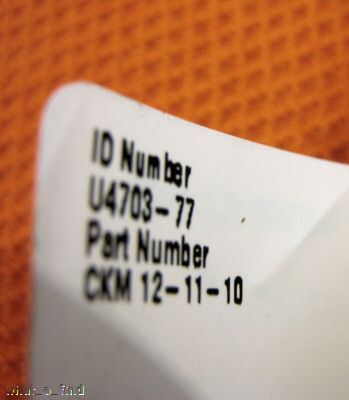 ID Number
U4703-77
Part Number
CKM 12-11-10